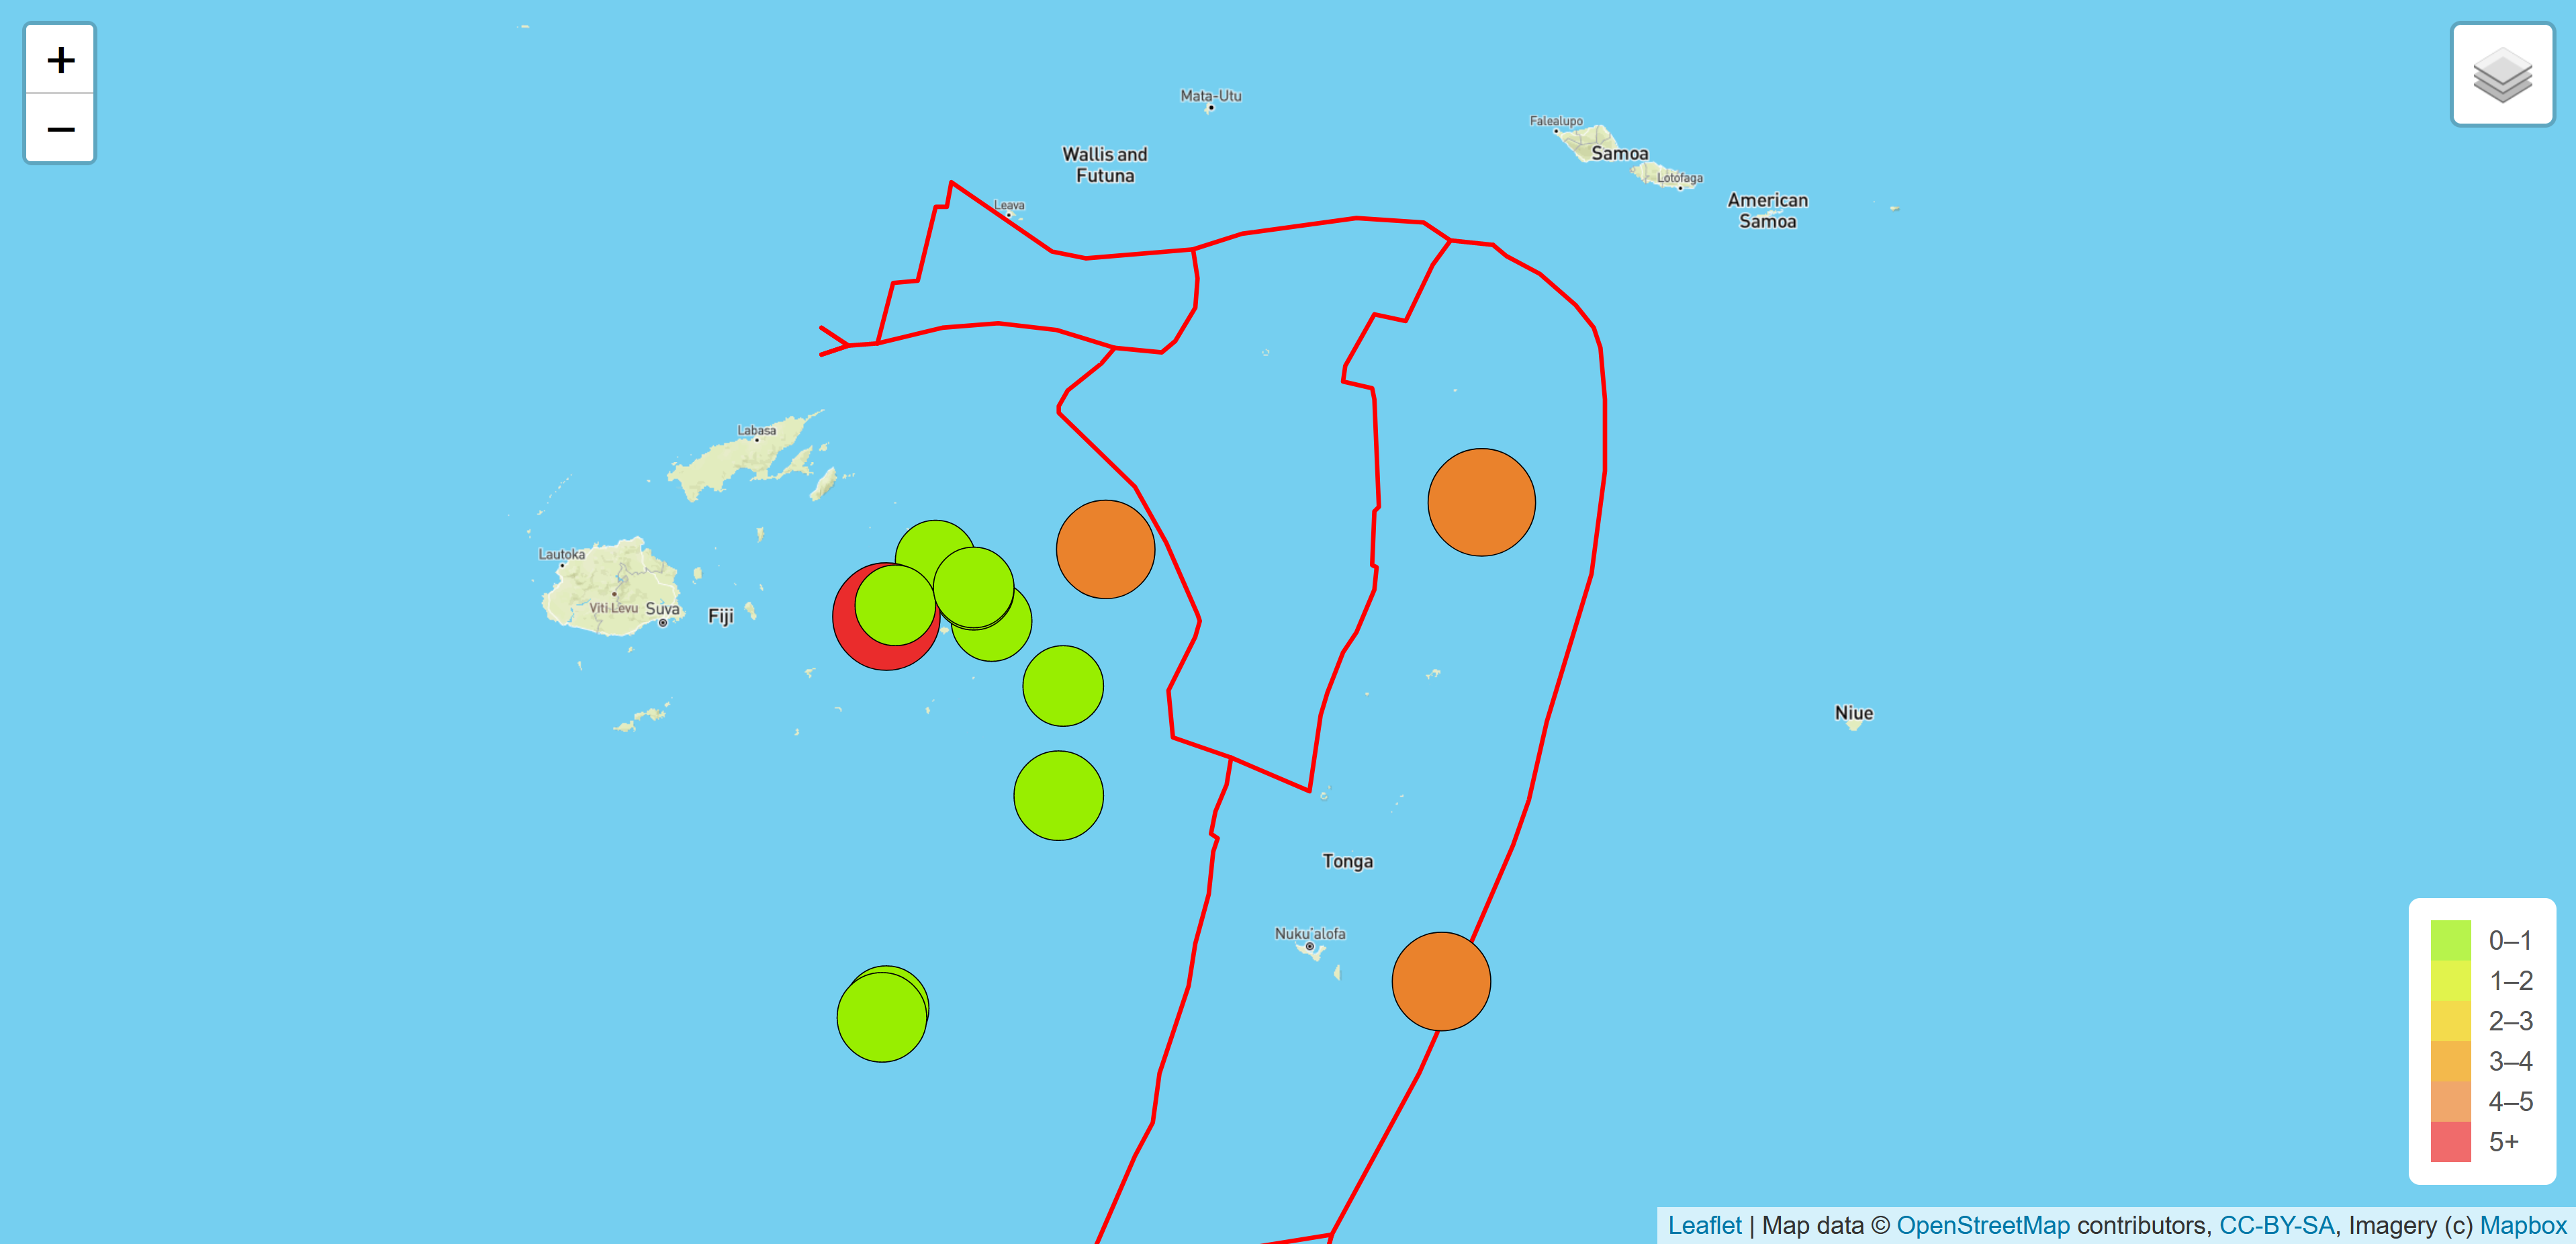 +
−
Mata-Utu
Wallis and
Futuna
Falealupo
Samoa
Lotofaga
American
Samoa
Leava
Labasa
Lautoka
Viti Levu
Suva
Fiji
Niue
Tonga
Nuku'alofa
0–1
1–2
2–3
3–4
4–5
5+
Leaflet | Map data © OpenStreetMap contributors, CC-BY-SA, Imagery (c) Mapbox